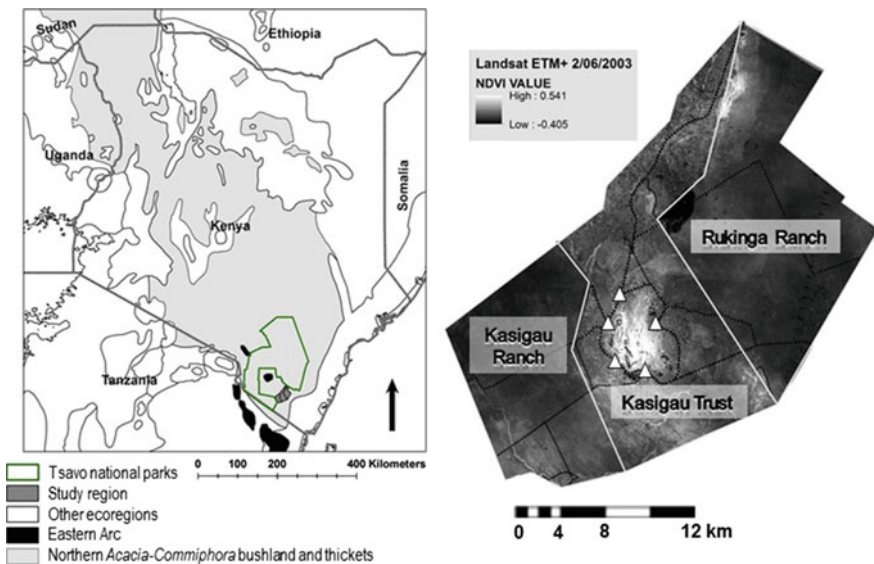 Sudan
Ethiopia
Uganda
Kenya
Somalia
Tanzania
0 100 200 400 Kilometers
Tsavo national parks
Study region
Other ecoregions
Eastern Arc
Northern Acacia-Commiphora bushland and thickets
Landsat ETM+ 2/06/2003
NDVI VALUE
High : 0.541
Low : -0.405
Rukinga Ranch
Kasigau
Ranch
Kasigau Trust
0 4 8 12 km